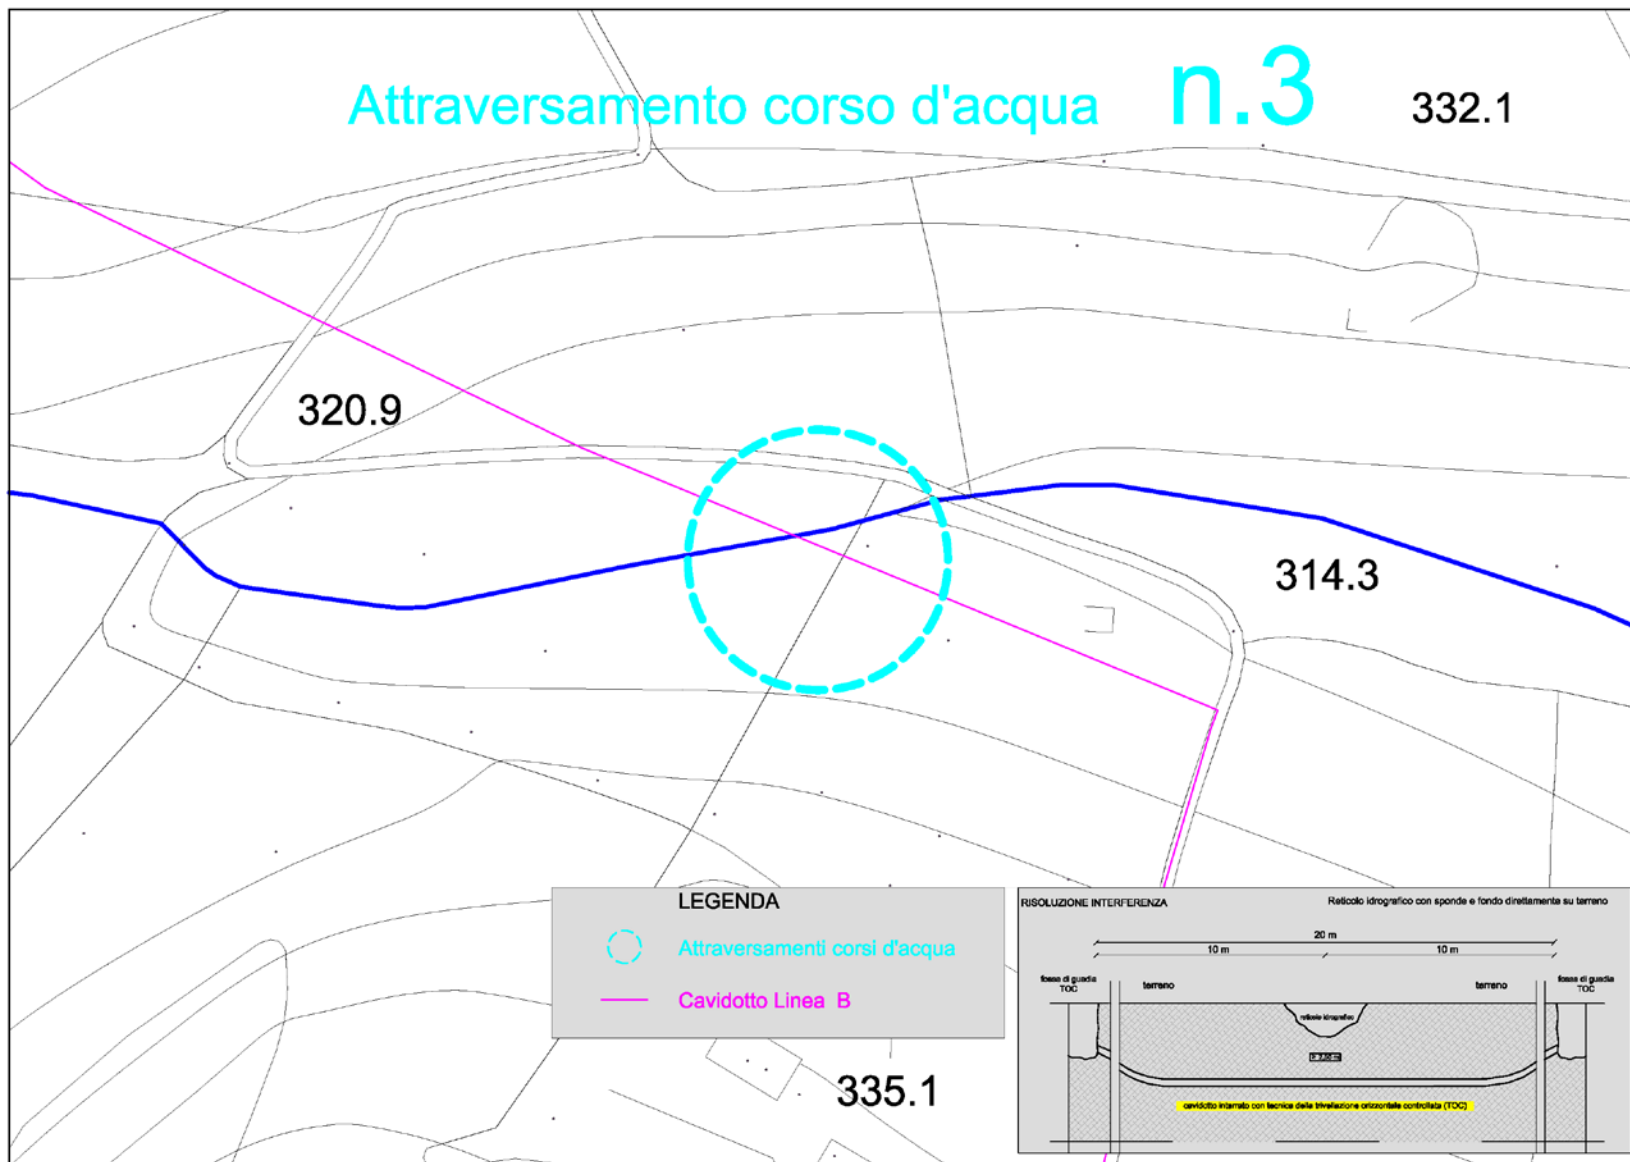 Attraversamento corso d'acqua n.3
332.1
320.9
314.3
335.1
LEGENDA
Attraversamenti corsi d'acqua
Cavidotto Linea B
RISOLUZIONE INTERFERENZA
Reticolo idrografico con sponde e fondo direttamente su terreno
20 m
10 m
10 m
fossa di guadia
TOC
terreno
terreno
fossa di guadia
TOC
reticolo idrografico
cavidotto interrato con tecnica della trivellazione orizzontale controllata (TOC)